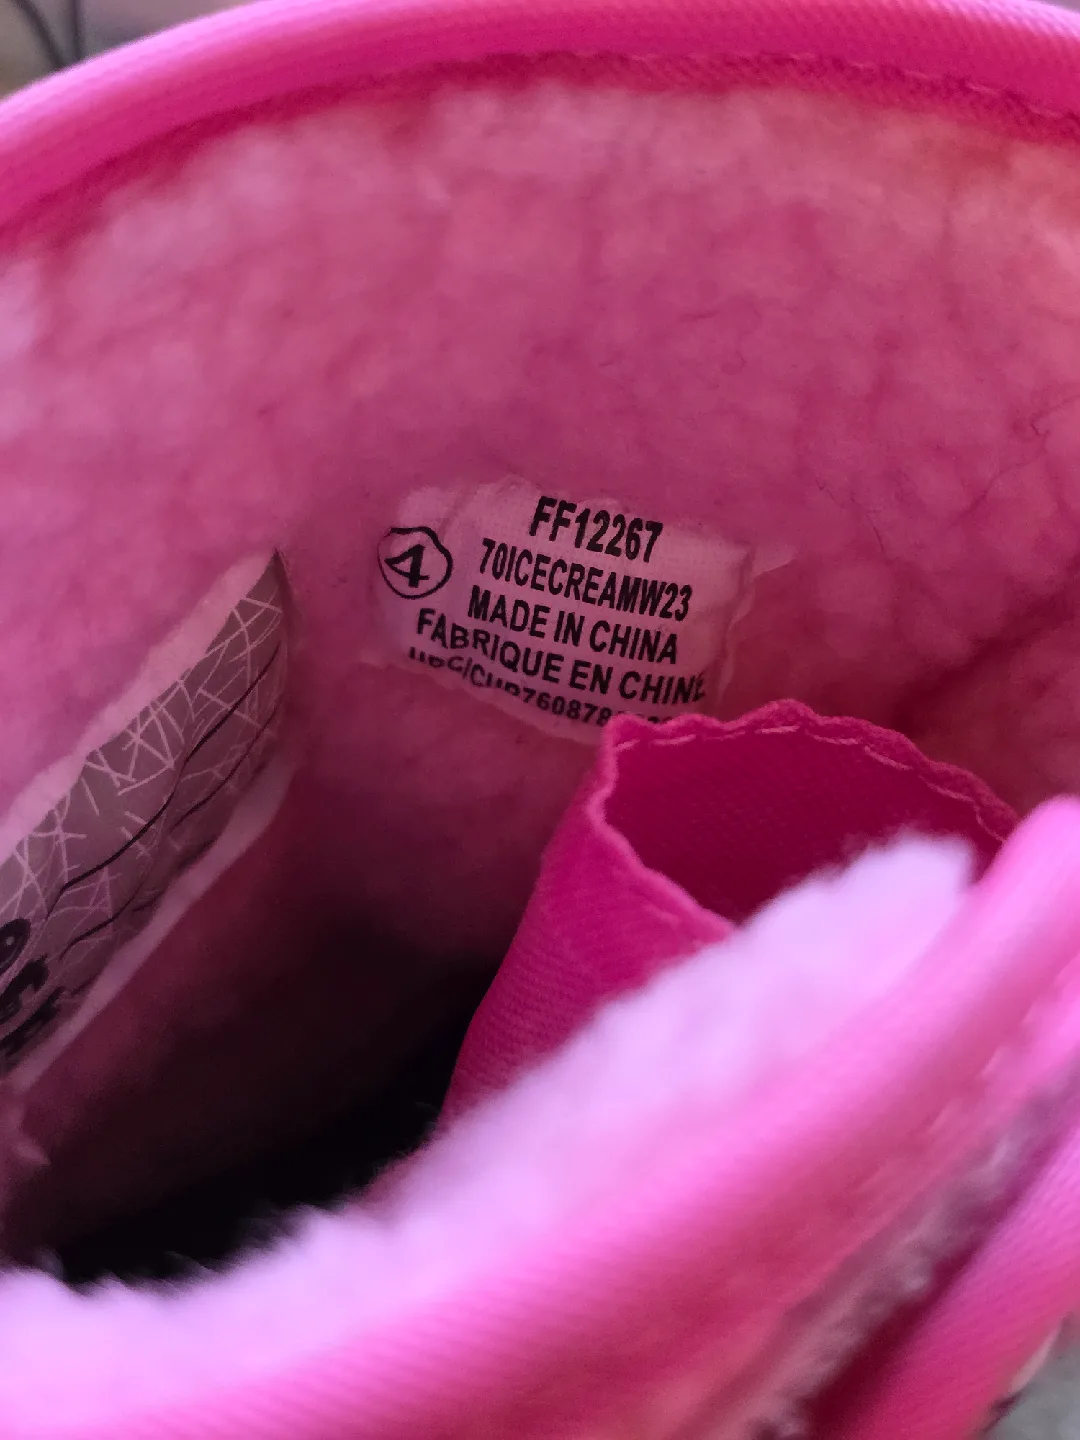 FF12267
4
70ICECREAMW23
MADE IN CHINA
FABRIQUE EN CHINE